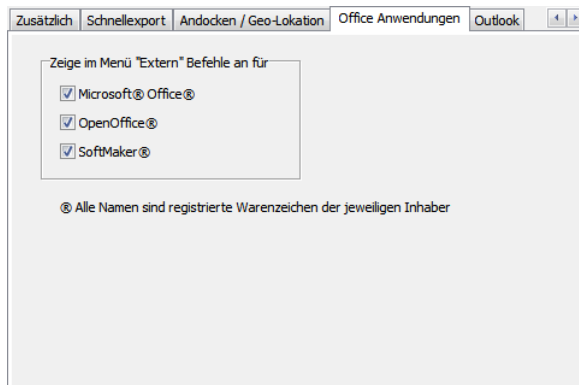 Zusätzlich Schnellexport Andocken / Geo-Lokation Office Anwendungen Outlook
Zeige im Menü "Extern" Befehle an für
Microsoft® Office®
OpenOffice®
SoftMaker®
® Alle Namen sind registrierte Warenzeichen der jeweiligen Inhaber